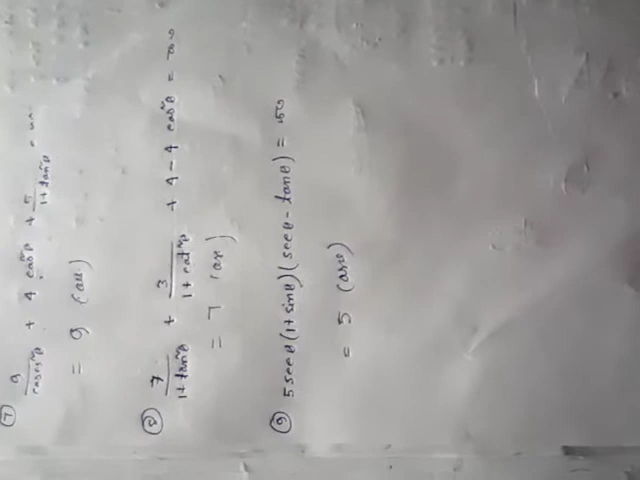 ⑦ 9/cosec²θ + 4 cos²θ + 5/1+tan²θ =
= 9 (ans)
⑧ 7/1+tan²θ + 3/1+cot²θ + 4 - 4 cos²θ =
= 7 (ans)
⑨ 5 secθ (1+ sinθ) (secθ - tanθ) =
= 5 (ans)